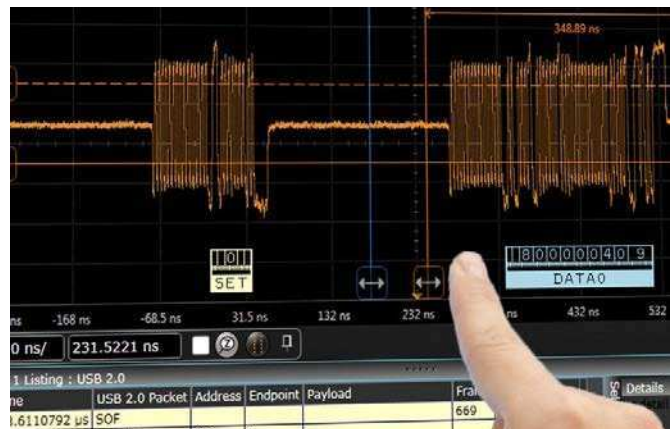 348.89 ns
0
SET
8 0 0 0 0 0 4 0 9
DATA0
ns -168 ns -68.5 ns 31.5 ns 132 ns 232 ns ns 432 ns 532
0 ns/ 231.5221 ns
1 Listing : USB 2.0
USB 2.0 Packet Address Endpoint Payload Details
.6110792 µs SOF 669